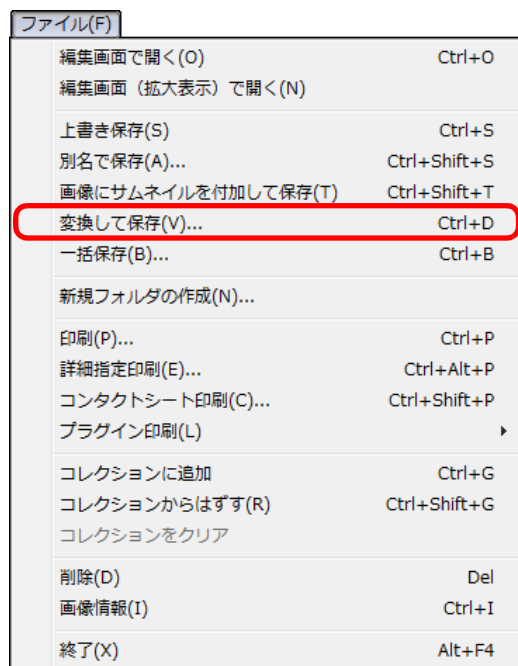 ファイル(F)
編集画面で開く(O) Ctrl+O
編集画面（拡大表示）で開く(N)
上書き保存(S) Ctrl+S
別名で保存(A)... Ctrl+Shift+S
画像にサムネイルを付加して保存(T) Ctrl+Shift+T
変換して保存(V)... Ctrl+D
一括保存(B)... Ctrl+B
新規フォルダの作成(N)...
印刷(P)... Ctrl+P
詳細指定印刷(E)... Ctrl+Alt+P
コンタクトシート印刷(C)... Ctrl+Shift+P
プラグイン印刷(L)
コレクションに追加 Ctrl+G
コレクションからはずす(R) Ctrl+Shift+G
コレクションをクリア
削除(D) Del
画像情報(I) Ctrl+I
終了(X) Alt+F4